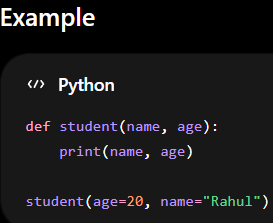 Example
</> Python
def student(name, age):
    print(name, age)
student(age=20, name="Rahul")